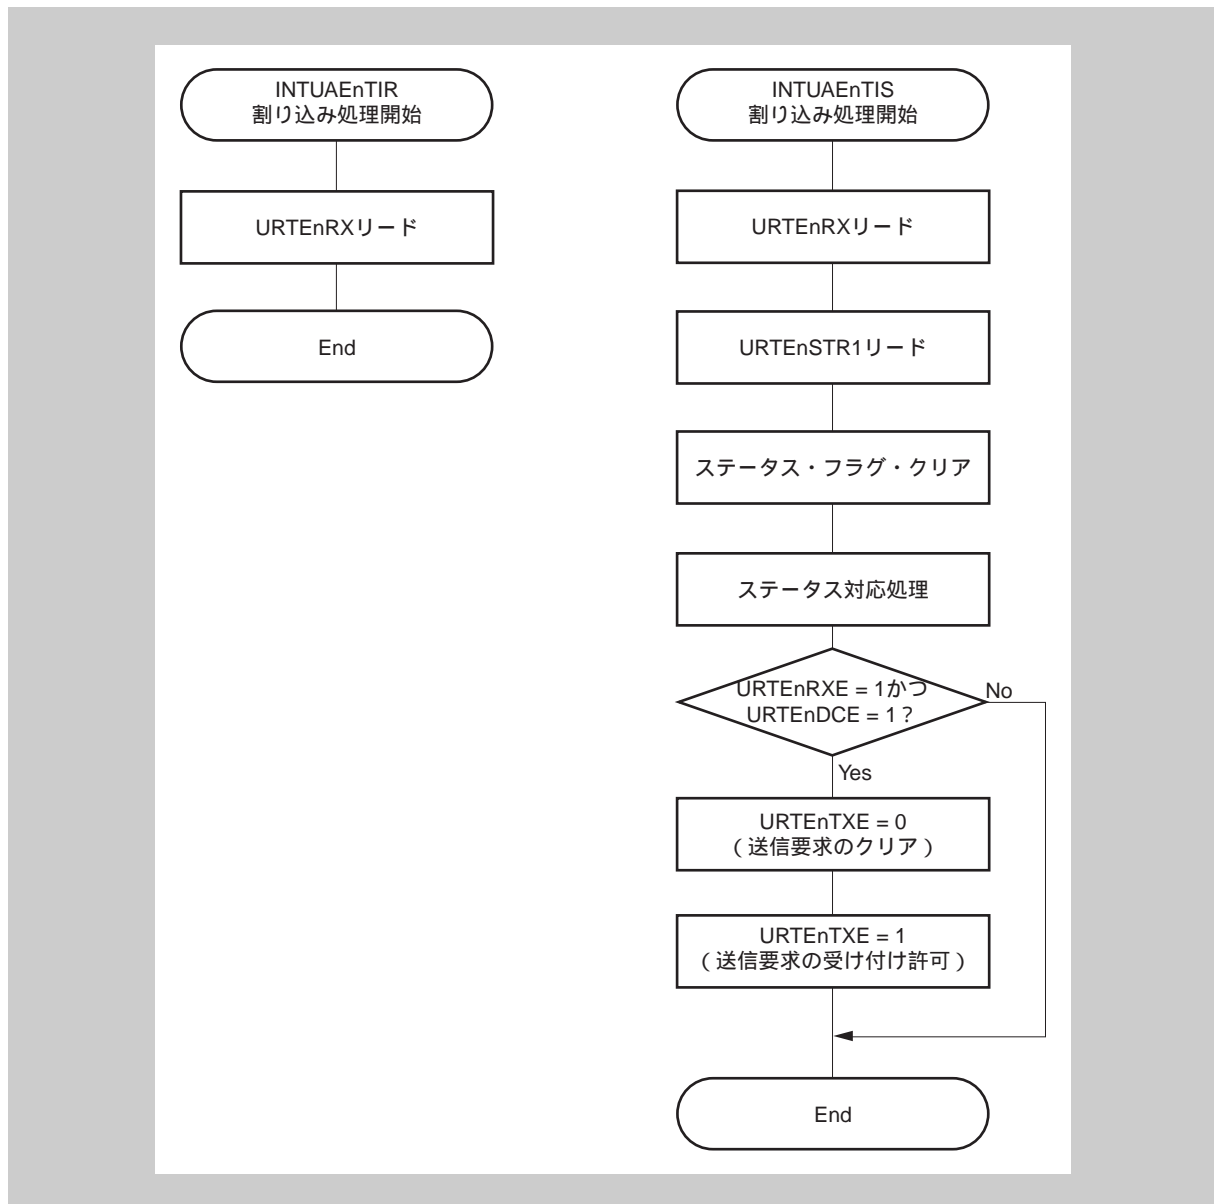 INTUAEnTIR
割り込み処理開始
URTEnRXリード
End
INTUAEnTIS
割り込み処理開始
URTEnRXリード
URTEnSTR1リード
ステータス・フラグ・クリア
ステータス対応処理
URTEnRXE = 1かつ
URTEnDCE = 1？
No
Yes
URTEnTXE = 0
（送信要求のクリア）
URTEnTXE = 1
（送信要求の受け付け許可）
End